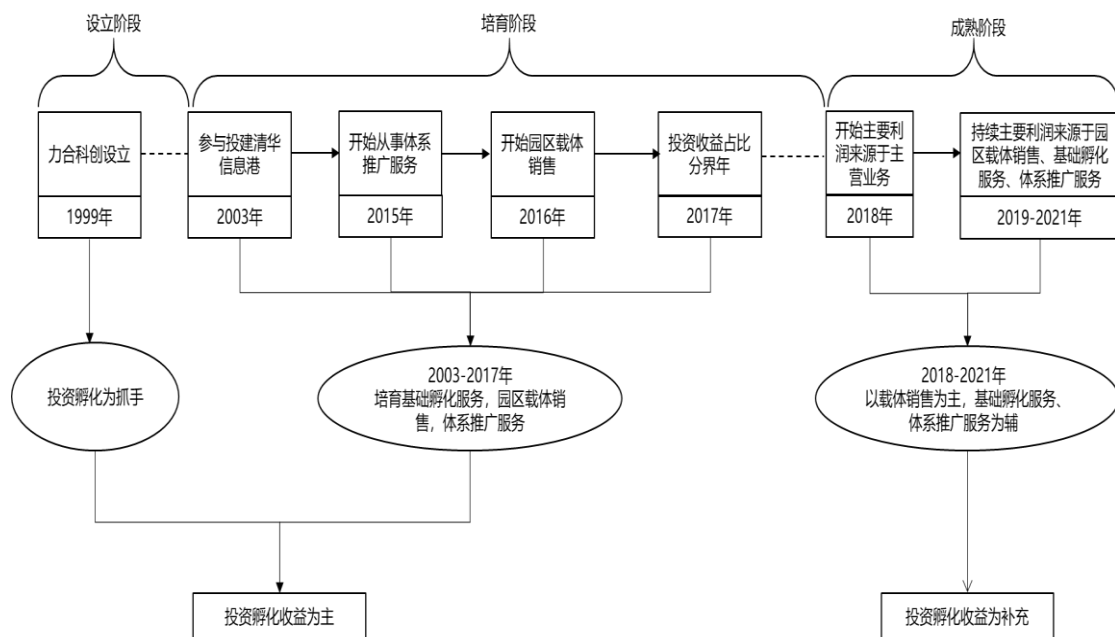 设立阶段
培育阶段
成熟阶段
力合科创设立
1999年
参与投建清华
信息港
2003年
开始从事体系
推广服务
2015年
开始园区载体
销售
2016年
投资收益占比
分界年
2017年
开始主要利
润来源于主
营业务
2018年
持续主要利润来源于园
区载体销售、基础孵化
服务、体系推广服务
2019-2021年
投资孵化为抓手
2003-2017年
培育基础孵化服务，园区载体销
售，体系推广服务
2018-2021年
以载体销售为主，基础孵化服务、
体系推广服务为辅
投资孵化收益为主
投资孵化收益为补充